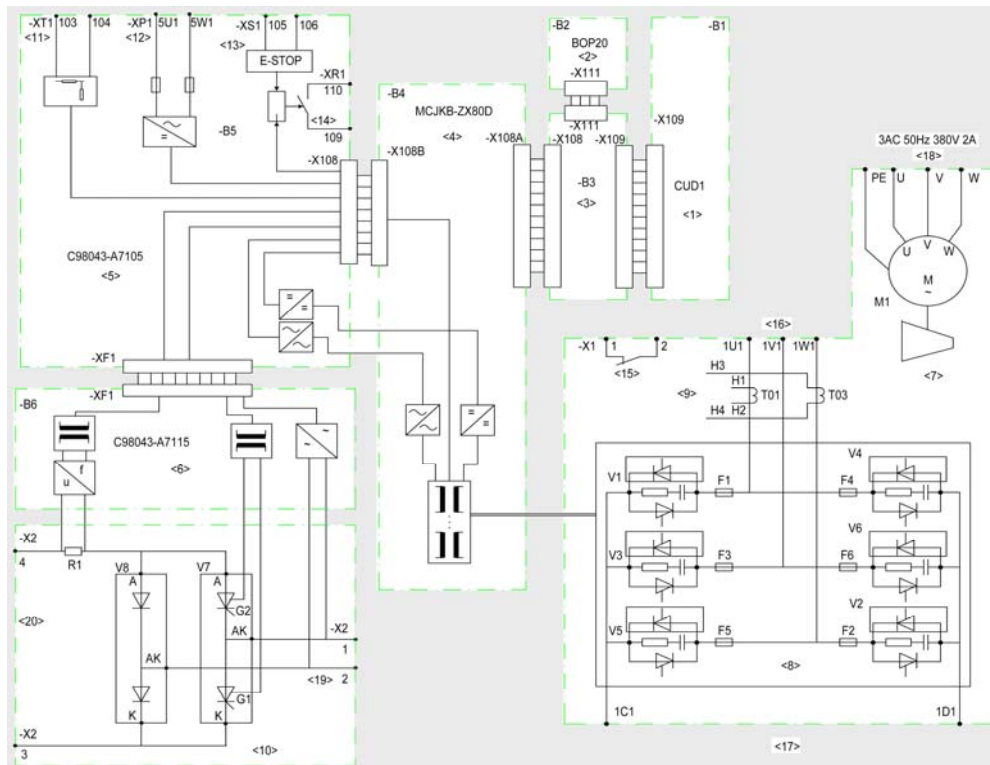 -XT1 103 104 -XP1 5U1 5W1 -XS1 105 106
<11> <12> <13>
E-STOP
-XR1
110
<14>
109
-B5
-X108
C98043-A7105
<5>
-XF1
-B4
MCJKB-ZX80D
<4>
-X108B
-X108A
-B2
BOP20
<2>
-X111
-X111
-X108 -X109
-B3
<3>
-B1
-X109
CUD1
<1>
3AC 50Hz 380V 2A
<18>
PE U V W
U V W
M
~
M1
<7>
-B6
-XF1
C98043-A7115
<6>
f
u
~
~
-X2
4
R1
V8 V7
A A
G2
AK
-X2
1
AK
2
<19>
G1
K K
<20>
-X2
3
<10>
<16>
-X1 1 2 1U1 1V1 1W1
<15>
H3
H1
<9> T01 T03
H4 H2
V1 F1 F4 V4
V3 F3 F6 V6
V5 F5 F2 V2
<8>
1C1 1D1
<17>